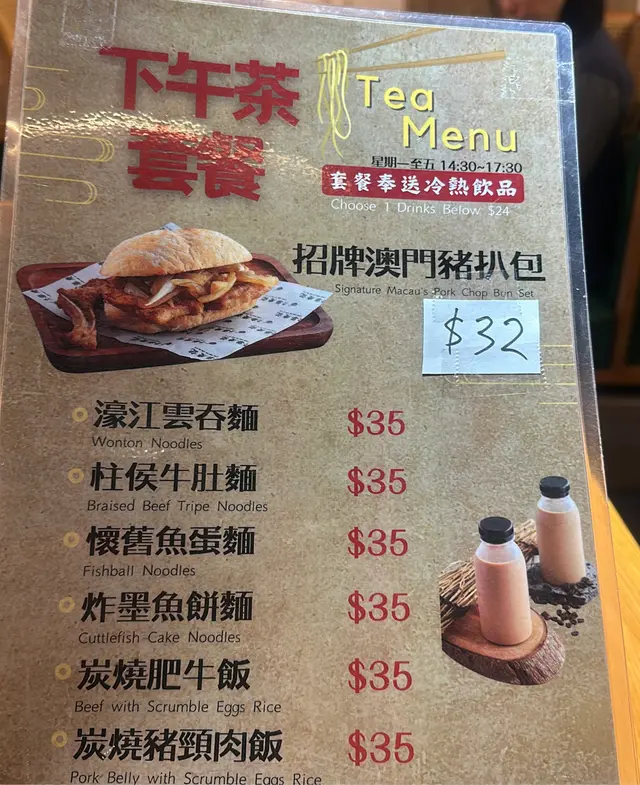 下午茶
套餐
Tea
Menu
星期一至五 14:30~17:30
套餐奉送冷熱飲品
Choose 1 Drinks Below $24
招牌澳門豬扒包
Signature Macau's Pork Chop Bun Set
$32
濠江雲吞麵 $35
Wonton Noodles
柱侯牛肚麵 $35
Braised Beef Tripe Noodles
懷舊魚蛋麵 $35
Fishball Noodles
炸墨魚餅麵 $35
Cuttlefish Cake Noodles
炭燒肥牛飯 $35
Beef with Scrumble Eggs Rice
炭燒豬頸肉飯 $35
Pork Belly with Scrumble Eggs Rice